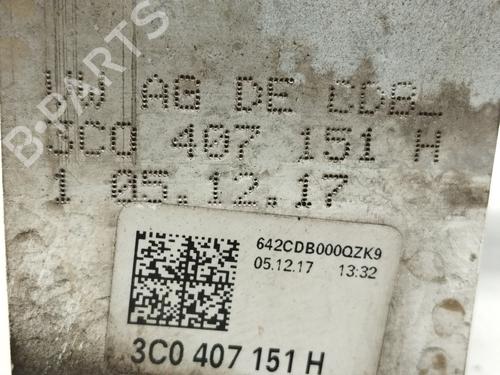 VW AG DE CDB
3C0 407 151 H
1 05.12.17
642CDB000QZK9
05.12.17 13:32
3C0 407 151 H
B-PARTS